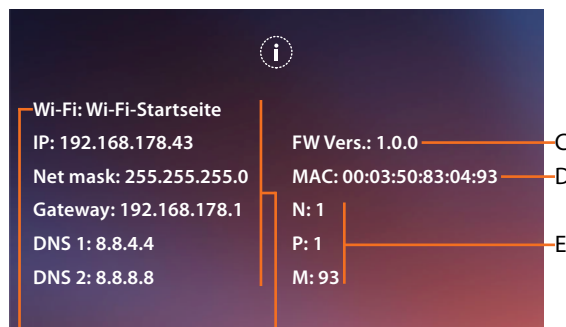 i
Wi-Fi: Wi-Fi-Startseite
IP: 192.168.178.43
Net mask: 255.255.255.0
Gateway: 192.168.178.1
DNS 1: 8.8.4.4
DNS 2: 8.8.8.8
FW Vers.: 1.0.0
MAC: 00:03:50:83:04:93
N: 1
P: 1
M: 93
C
D
E